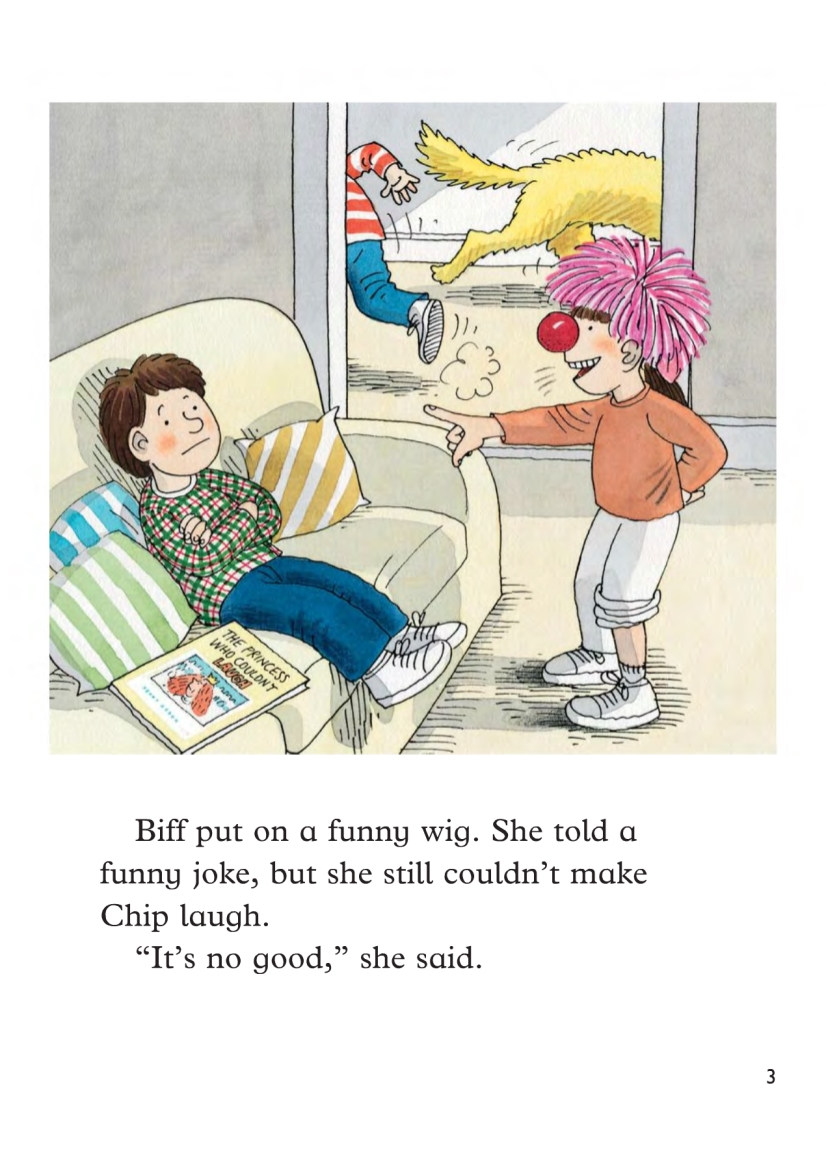 THE PRINCESS
WHO COULDN'T
LAUGH
Biff put on a funny wig. She told a
funny joke, but she still couldn't make
Chip laugh.
“It's no good,” she said.
3